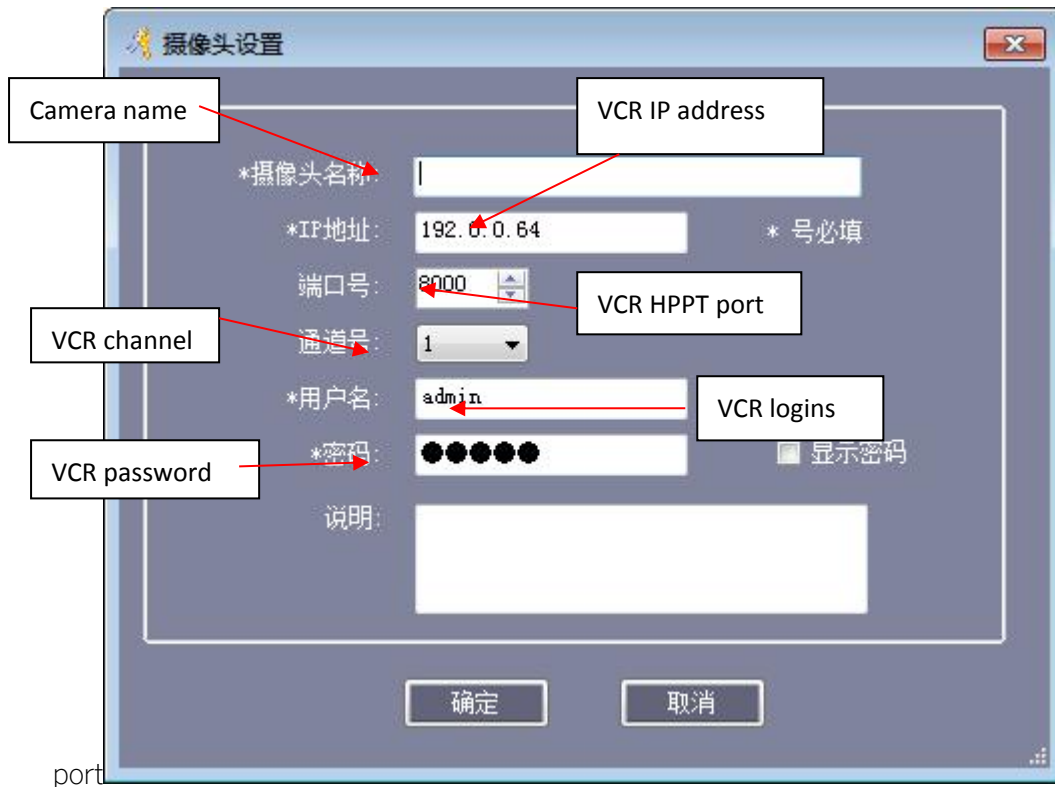 摄像头设置
Camera name
VCR IP address
*摄像头名称:
*IP地址: 192.0.0.64 * 号必填
端口号: 8000
VCR HPPT port
VCR channel
通道号: 1
*用户名: admin
VCR logins
*密码: ●●●●● 显示密码
VCR password
说明:
确定 取消
port